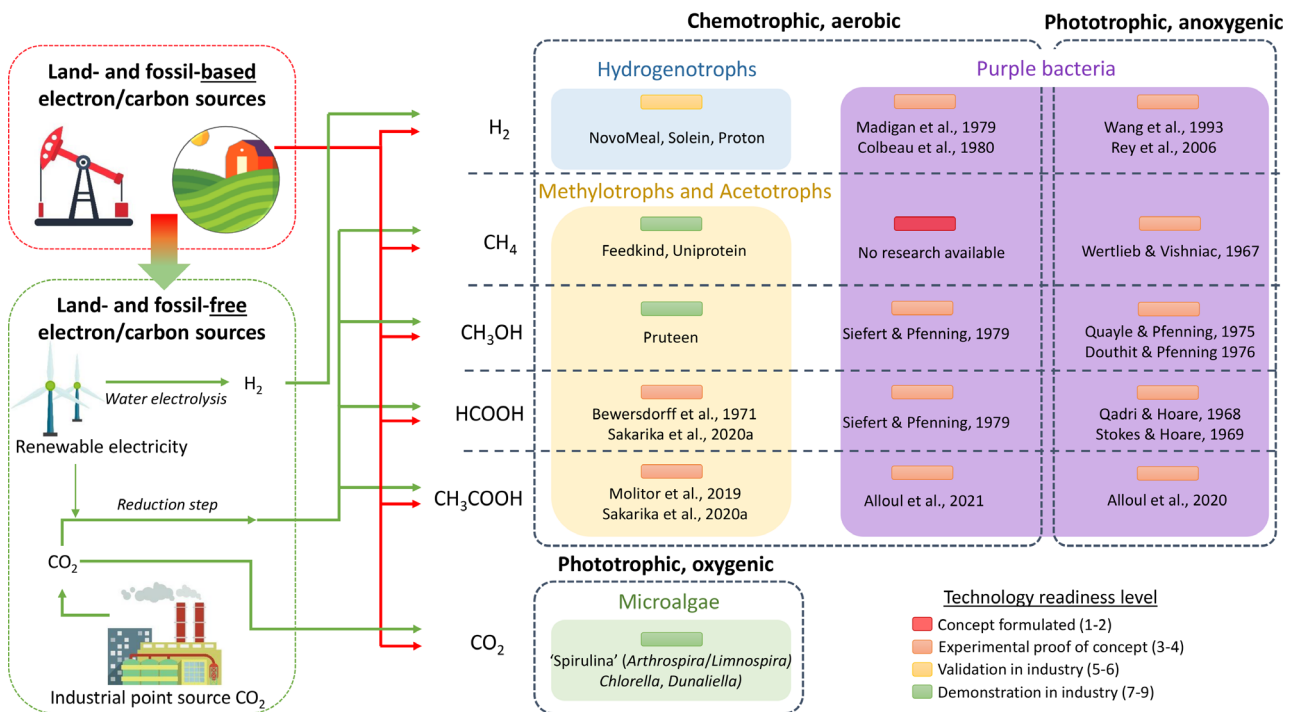 Land- and fossil-based
electron/carbon sources
Land- and fossil-free
electron/carbon sources
H2
Water electrolysis
Renewable electricity
Reduction step
CO2
Industrial point source CO2
H2
CH4
CH3OH
HCOOH
CH3COOH
CO2
Chemotrophic, aerobic
Phototrophic, anoxygenic
Hydrogenotrophs
Purple bacteria
NovoMeal, Solein, Proton
Madigan et al., 1979
Colbeau et al., 1980
Wang et al., 1993
Rey et al., 2006
Methylotrophs and Acetotrophs
Feedkind, Uniprotein
No research available
Wertlieb & Vishniac, 1967
Pruteen
Siefert & Pfenning, 1979
Quayle & Pfenning, 1975
Douthit & Pfenning 1976
Bewersdorff et al., 1971
Sakarika et al., 2020a
Siefert & Pfenning, 1979
Qadri & Hoare, 1968
Stokes & Hoare, 1969
Molitor et al., 2019
Sakarika et al., 2020a
Alloul et al., 2021
Alloul et al., 2020
Phototrophic, oxygenic
Microalgae
'Spirulina' (Arthrospira/Limnospira)
Chlorella, Dunaliella)
Technology readiness level
Concept formulated (1-2)
Experimental proof of concept (3-4)
Validation in industry (5-6)
Demonstration in industry (7-9)